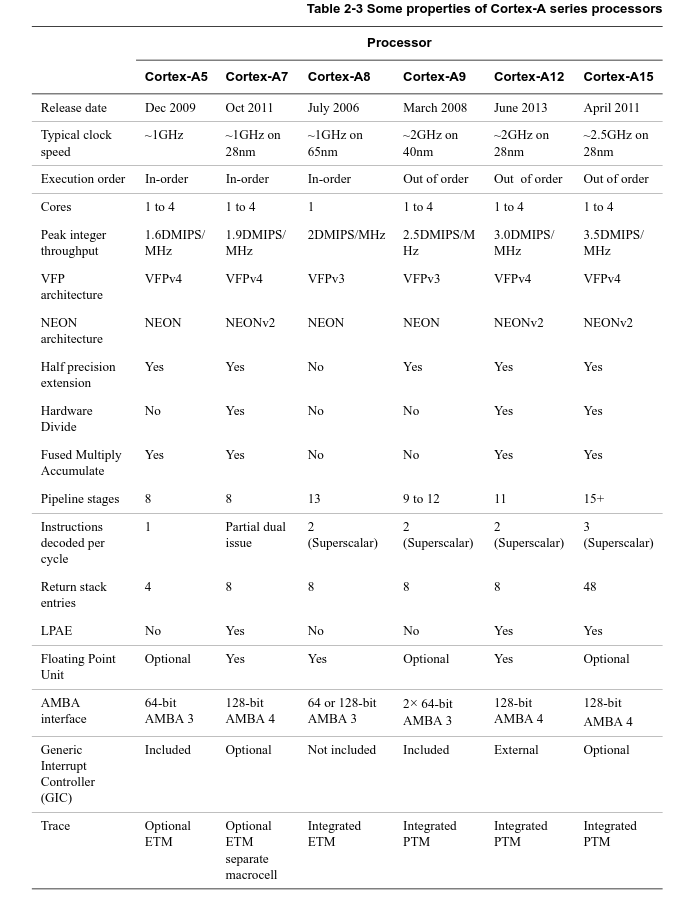 Table 2-3 Some properties of Cortex-A series processors
Processor
Cortex-A5 Cortex-A7 Cortex-A8 Cortex-A9 Cortex-A12 Cortex-A15
Release date Dec 2009 Oct 2011 July 2006 March 2008 June 2013 April 2011
Typical clock ~1GHz ~1GHz on ~1GHz on ~2GHz on ~2GHz on ~2.5GHz on
speed 28nm 65nm 40nm 28nm 28nm
Execution order In-order In-order In-order Out of order Out of order Out of order
Cores 1 to 4 1 to 4 1 1 to 4 1 to 4 1 to 4
Peak integer 1.6DMIPS/ 1.9DMIPS/ 2DMIPS/MHz 2.5DMIPS/M 3.0DMIPS/ 3.5DMIPS/
throughput MHz MHz Hz MHz MHz
VFP VFPv4 VFPv4 VFPv3 VFPv3 VFPv4 VFPv4
architecture
NEON NEON NEONv2 NEON NEON NEONv2 NEONv2
architecture
Half precision Yes Yes No Yes Yes Yes
extension
Hardware No Yes No No Yes Yes
Divide
Fused Multiply Yes Yes No No Yes Yes
Accumulate
Pipeline stages 8 8 13 9 to 12 11 15+
Instructions 1 Partial dual 2 2 2 3
decoded per issue (Superscalar) (Superscalar) (Superscalar) (Superscalar)
cycle
Return stack 4 8 8 8 8 48
entries
LPAE No Yes No No Yes Yes
Floating Point Optional Yes Yes Optional Yes Optional
Unit
AMBA 64-bit 128-bit 64 or 128-bit 2× 64-bit 128-bit 128-bit
interface AMBA 3 AMBA 4 AMBA 3 AMBA 3 AMBA 4 AMBA 4
Generic Included Optional Not included Included External Optional
Interrupt
Controller
(GIC)
Trace Optional Optional Integrated Integrated Integrated Integrated
ETM ETM ETM PTM PTM PTM
separate
macrocell